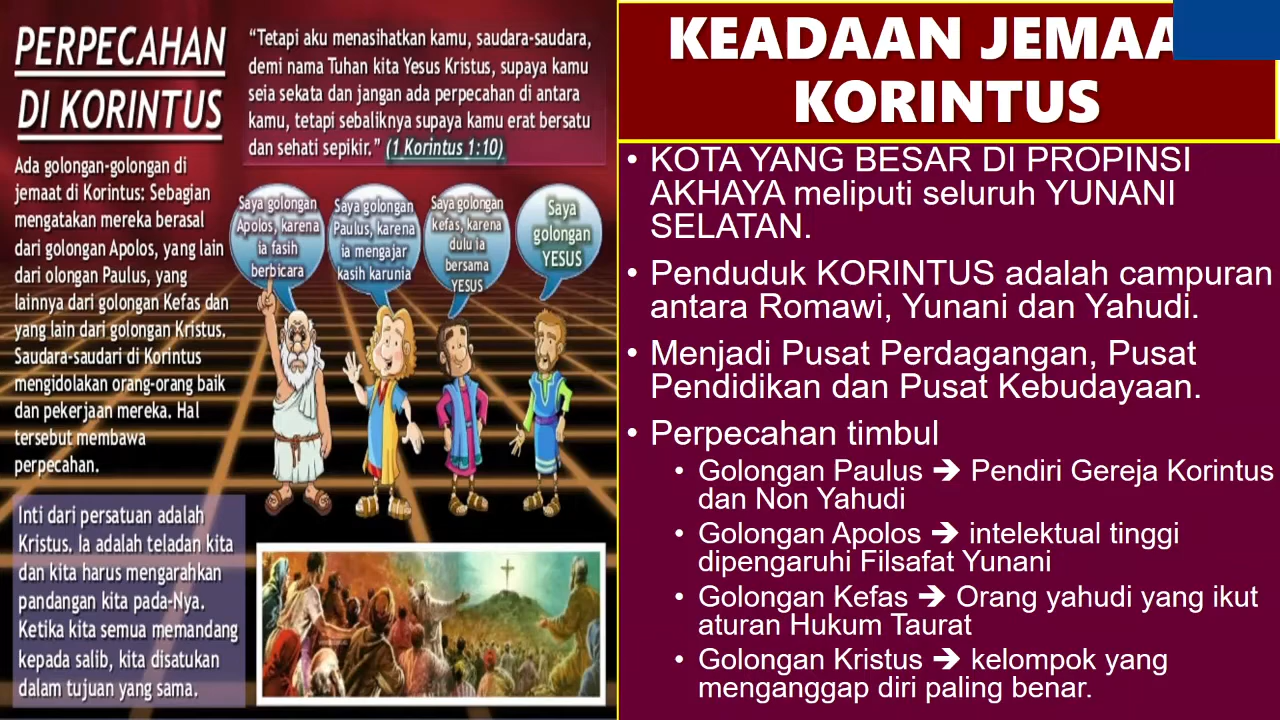 PERPECAHAN
DI KORINTUS
Ada golongan-golongan di
jemaat di Korintus: Sebagian
mengatakan mereka berasal
dari golongan Apolos, yang lain
dari olongan Paulus, yang
lainnya dari golongan Kefas dan
yang lain dari golongan Kristus.
Saudara-saudari di Korintus
mengidolakan orang-orang baik
dan pekerjaan mereka. Hal
tersebut membawa
perpecahan.
Inti dari persatuan adalah
Kristus. Ia adalah teladan kita
dan kita harus mengarahkan
pandangan kita pada-Nya.
Ketika kita semua memandang
kepada salib, kita disatukan
dalam tujuan yang sama.
“Tetapi aku menasihatkan kamu, saudara-saudara,
demi nama Tuhan kita Yesus Kristus, supaya kamu
seia sekata dan jangan ada perpecahan di antara
kamu, tetapi sebaliknya supaya kamu erat bersatu
dan sehati sepikir.” (1 Korintus 1:10)
Saya golongan
Apolos, karena
ia fasih
berbicara
Saya golongan
Paulus, karena
ia mengajar
kasih karunia
Saya golongan
kefas, karena
dulu ia
bersama
YESUS
Saya
golongan
YESUS
KEADAAN JEMAA
KORINTUS
• KOTA YANG BESAR DI PROPINSI
AKHAYA meliputi seluruh YUNANI
SELATAN.
• Penduduk KORINTUS adalah campuran
antara Romawi, Yunani dan Yahudi.
• Menjadi Pusat Perdagangan, Pusat
Pendidikan dan Pusat Kebudayaan.
• Perpecahan timbul
• Golongan Paulus ➔ Pendiri Gereja Korintus
dan Non Yahudi
• Golongan Apolos ➔ intelektual tinggi
dipengaruhi Filsafat Yunani
• Golongan Kefas ➔ Orang yahudi yang ikut
aturan Hukum Taurat
• Golongan Kristus ➔ kelompok yang
menganggap diri paling benar.